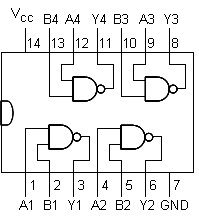 Vcc B4 A4 Y4 B3 A3 Y3
14 13 12 11 10 9 8
1 2 3 4 5 6 7
A1 B1 Y1 A2 B2 Y2 GND